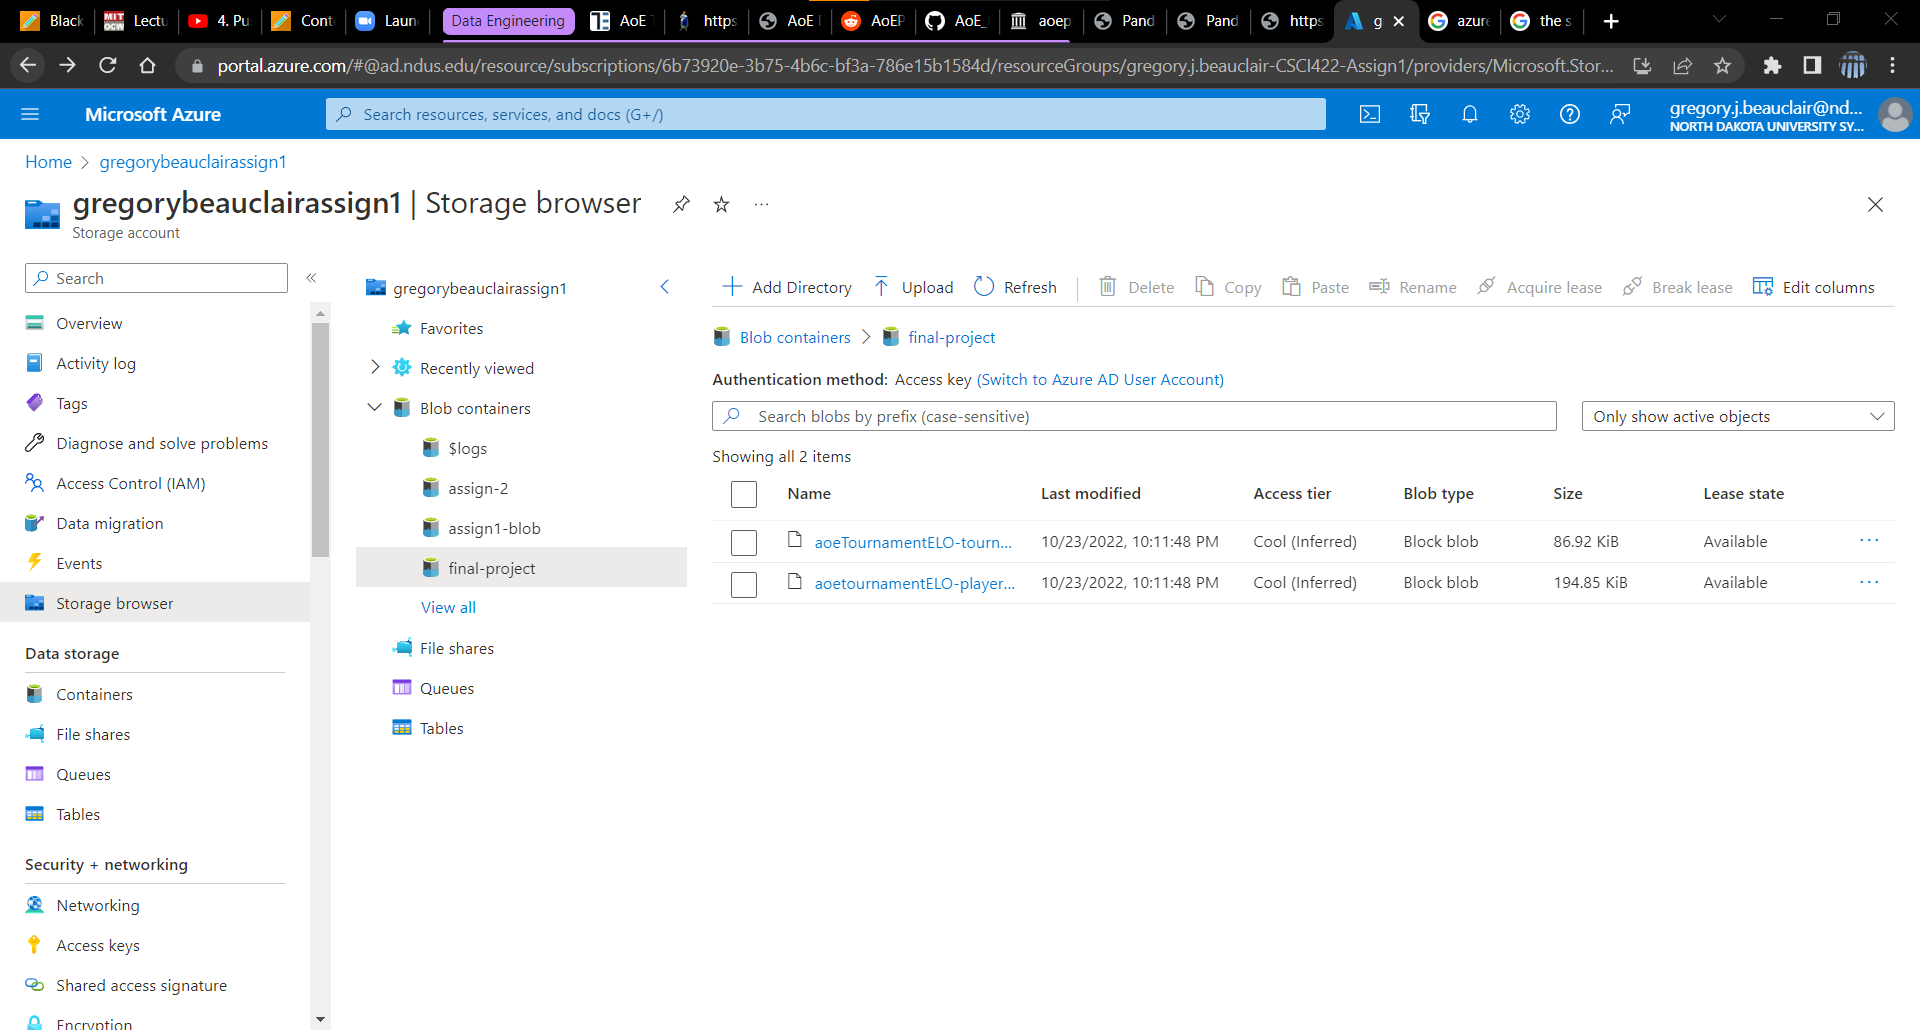 Black
Lectu
4. Pu
Cont
Laun
Data Engineering
AoE T
https
AoE F
AoEP
AoE_
aoep
Pand
Pand
https
g
azure
the s
portal.azure.com/#@ad.ndus.edu/resource/subscriptions/6b73920e-3b75-4b6c-bf3a-786e15b1584d/resourceGroups/gregory.j.beauclair-CSCI422-Assign1/providers/Microsoft.Stor...
Microsoft Azure
Search resources, services, and docs (G+/)
gregory.j.beauclair@nd...
NORTH DAKOTA UNIVERSITY SY...
Home > gregorybeauclairassign1
gregorybeauclairassign1 | Storage browser
Storage account
Search
Overview
Activity log
Tags
Diagnose and solve problems
Access Control (IAM)
Data migration
Events
Storage browser
Data storage
Containers
File shares
Queues
Tables
Security + networking
Networking
Access keys
Shared access signature
Encryption
gregorybeauclairassign1
Favorites
Recently viewed
Blob containers
$logs
assign-2
assign1-blob
final-project
View all
File shares
Queues
Tables
Add Directory Upload Refresh Delete Copy Paste Rename Acquire lease Break lease Edit columns
Blob containers > final-project
Authentication method: Access key (Switch to Azure AD User Account)
Search blobs by prefix (case-sensitive)
Only show active objects
Showing all 2 items
Name Last modified Access tier Blob type Size Lease state
aoeTournamentELO-tourn... 10/23/2022, 10:11:48 PM Cool (Inferred) Block blob 86.92 KiB Available ...
aoetournamentELO-player... 10/23/2022, 10:11:48 PM Cool (Inferred) Block blob 194.85 KiB Available ...